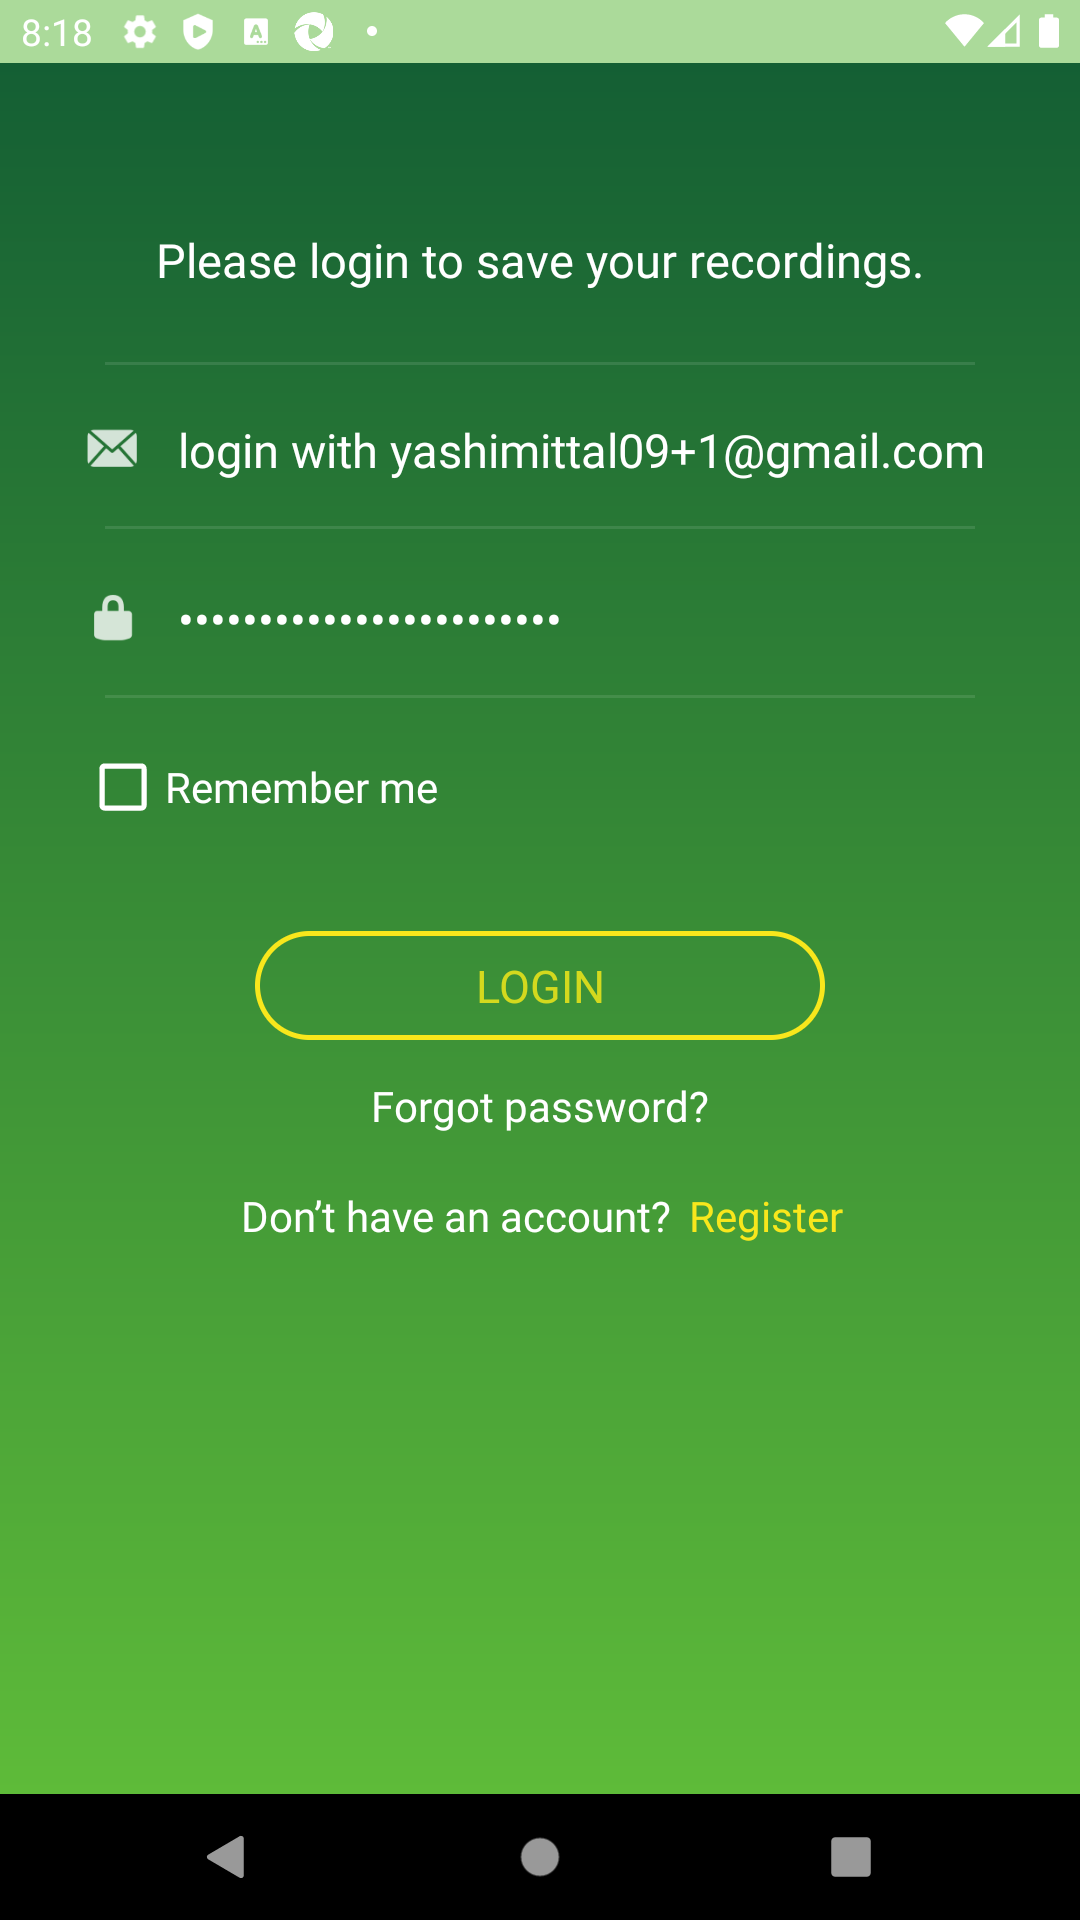 8:18
Please login to save your recordings.
login with yashimittal09+1@gmail.com
••••••••••••••••••••••••
Remember me
LOGIN
Forgot password?
Don’t have an account? Register